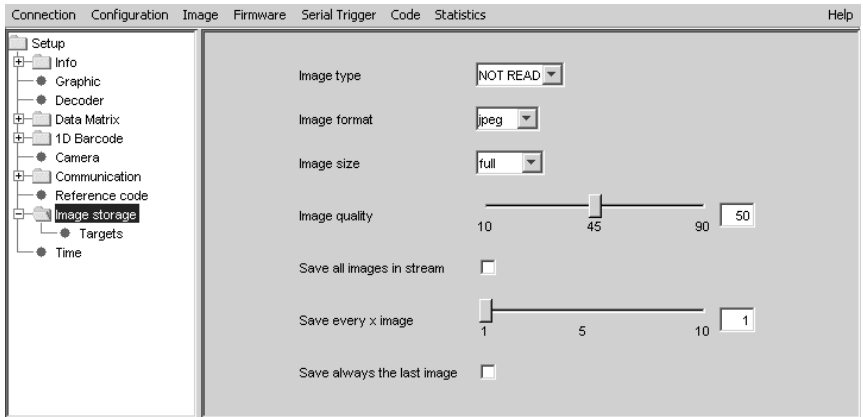 Connection Configuration Image Firmware Serial Trigger Code Statistics Help
Setup
Info
Graphic
Decoder
Data Matrix
1D Barcode
Camera
Communication
Reference code
Image storage
Targets
Time
Image type NOT READ
Image format jpeg
Image size full
Image quality 50
10 45 90
Save all images in stream
Save every x image 1
1 5 10
Save always the last image